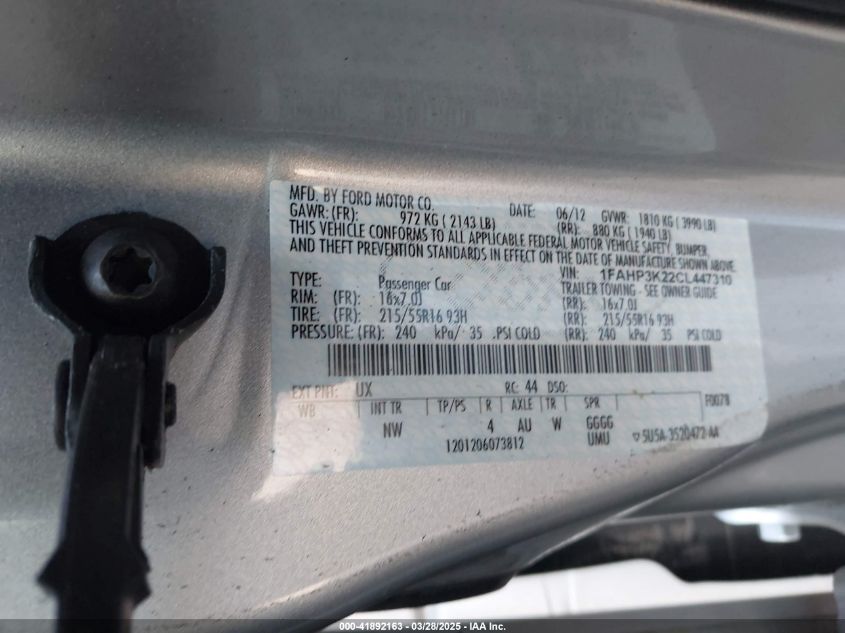 MFD. BY FORD MOTOR CO. DATE: 06/12 GVWR: 1810 KG ( 3990 LB)
GAWR: (FR): 972 KG ( 2143 LB) (RR): 880 KG ( 1940 LB)
THIS VEHICLE CONFORMS TO ALL APPLICABLE FEDERAL MOTOR VEHICLE SAFETY, BUMPER,
AND THEFT PREVENTION STANDARDS IN EFFECT ON THE DATE OF MANUFACTURE SHOWN ABOVE.
VIN: 1FAHP3K22CL447310
TYPE: Passenger Car TRAILER TOWING - SEE OWNER GUIDE
RIM: (FR): 16x7.0J (RR): 16x7.0J
TIRE: (FR): 215/55R16 93H (RR): 215/55R16 93H
PRESSURE: (FR): 240 kPa/ 35 .PSI COLD (RR): 240 kPa/ 35 PSI COLD
EXT PNT: UX RC: 44 DSO: F0078
WB INT TR TP/PS R AXLE TR SPR
NW 4 AU W GGGG
1201206073812 UMU ▽ 5U5A-3520472-AA
000-41892163 - 03/28/2025 - IAA Inc.